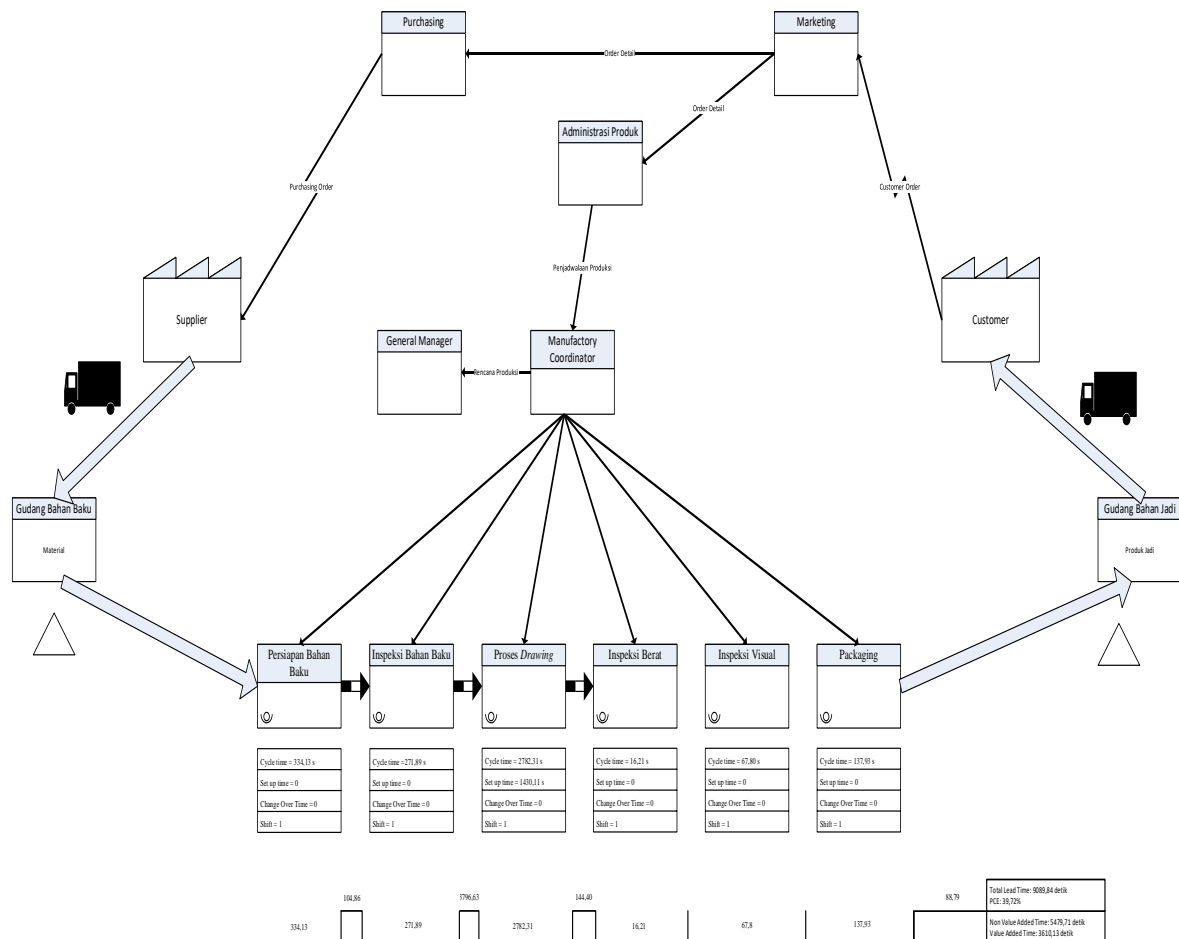 Purchasing
Marketing
Order Detail
Order Detail
Administrasi Produk
Purchasing Order
Customer Order
Penjadwalaan Produksi
Supplier
Customer
General Manager
Manufactory
Coordinator
Rencana Produksi
Gudang Bahan Baku
Material
Gudang Bahan Jadi
Produk Jadi
Persiapan Bahan
Baku
Inspeksi Bahan Baku
Proses Drawing
Inspeksi Berat
Inspeksi Visual
Packaging
Cycle time = 334,13 s
Set up time = 0
Change Over Time = 0
Shift = 1
Cycle time =271,89 s
Set up time = 0
Change Over Time = 0
Shift = 1
Cycle time = 2782,31 s
Set up time = 1430,11 s
Change Over Time = 0
Shift = 1
Cycle time = 16,21 s
Set up time = 0
Change Over Time = 0
Shift = 1
Cycle time = 67,80 s
Set up time = 0
Change Over Time = 0
Shift = 1
Cycle time = 137,93 s
Set up time = 0
Change Over Time = 0
Shift = 1
104,86
144,40
88,79
334,13
271,89
2782,31
16,21
67,8
137,93
Total Lead Time: 9089,84 detik
PCE: 39,72%
Non Value Added Time: 5479,71 detik
Value Added Time: 3610,13 detik